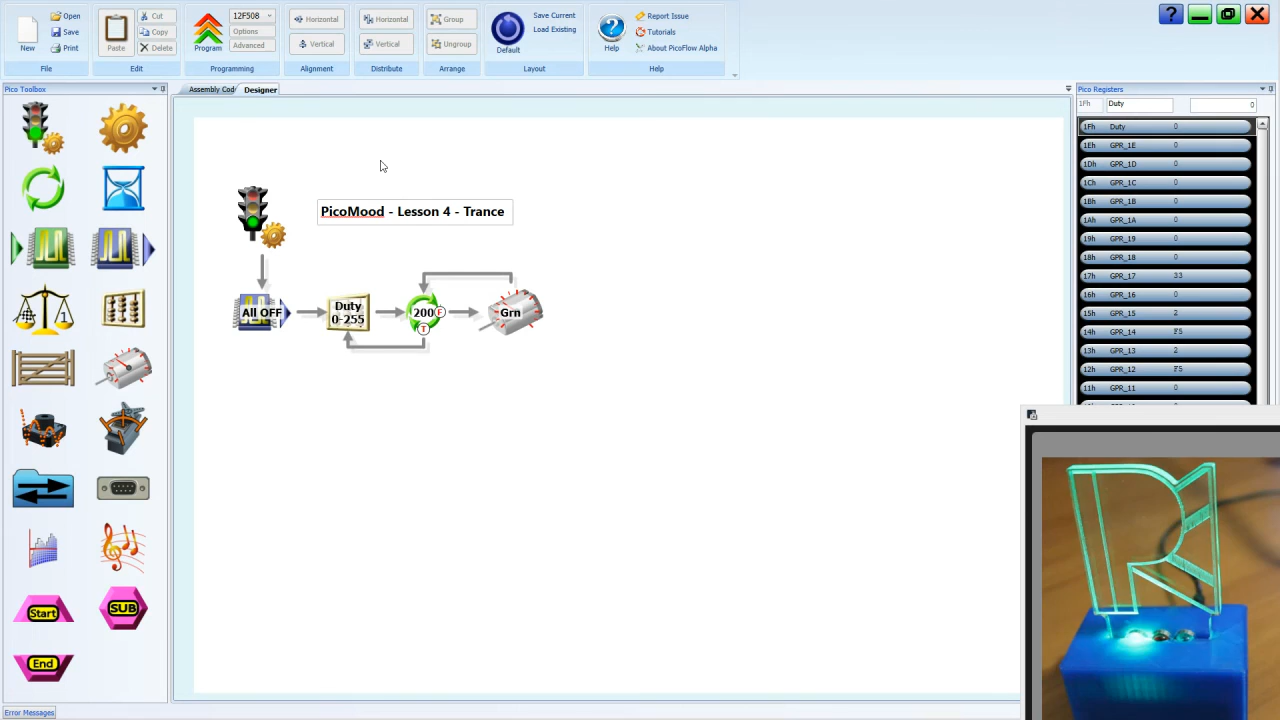 New
Open
Save
Print
File
Paste
Cut
Copy
Delete
Edit
Program
12F508
Options
Advanced
Programming
Horizontal
Vertical
Alignment
Horizontal
Vertical
Distribute
Group
Ungroup
Arrange
Default
Save Current
Load Existing
Layout
Help
Report Issue
Tutorials
About PicoFlow Alpha
Help
?
Pico Toolbox
Assembly Cod
Designer
Pico Registers
1Fh Duty 0
1Fh Duty 0
1Eh GPR_1E 0
1Dh GPR_1D 0
1Ch GPR_1C 0
1Bh GPR_1B 0
1Ah GPR_1A 0
19h GPR_19 0
18h GPR_18 0
17h GPR_17 33
16h GPR_16 0
15h GPR_15 2
14h GPR_14 F5
13h GPR_13 2
12h GPR_12 F5
11h GPR_11 0
PicoMood - Lesson 4 - Trance
All OFF
Duty
0-255
200
F
T
Grn
1
Start
SUB
End
Error Messages